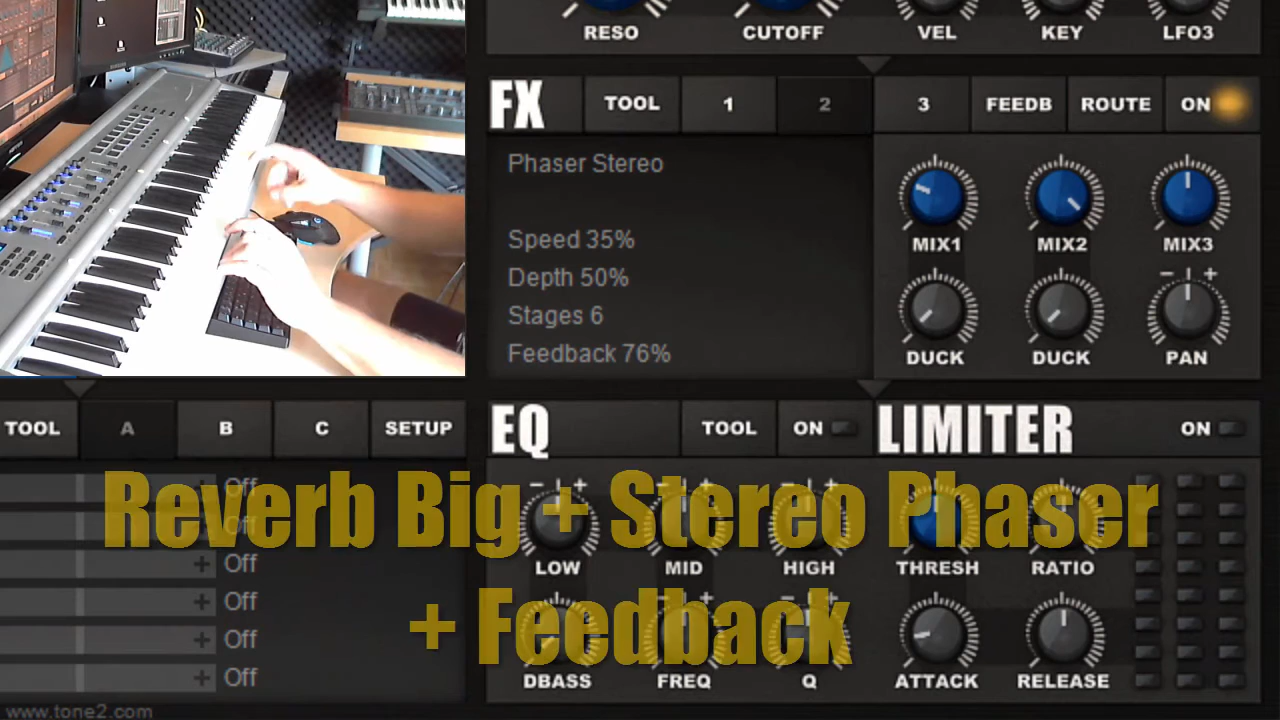 RESO CUTOFF VEL KEY LFO3
FX TOOL 1 2 3 FEEDB ROUTE ON
Phaser Stereo
Speed 35%
Depth 50%
Stages 6
Feedback 76%
MIX1 MIX2 MIX3
DUCK DUCK PAN
TOOL A B C SETUP
EQ TOOL ON LIMITER ON
Off
Off
+ Off
+ Off
+ Off
+ Off
Reverb Big + Stereo Phaser
+ Feedback
LOW MID HIGH THRESH RATIO
DBASS FREQ Q ATTACK RELEASE
www.tone2.com